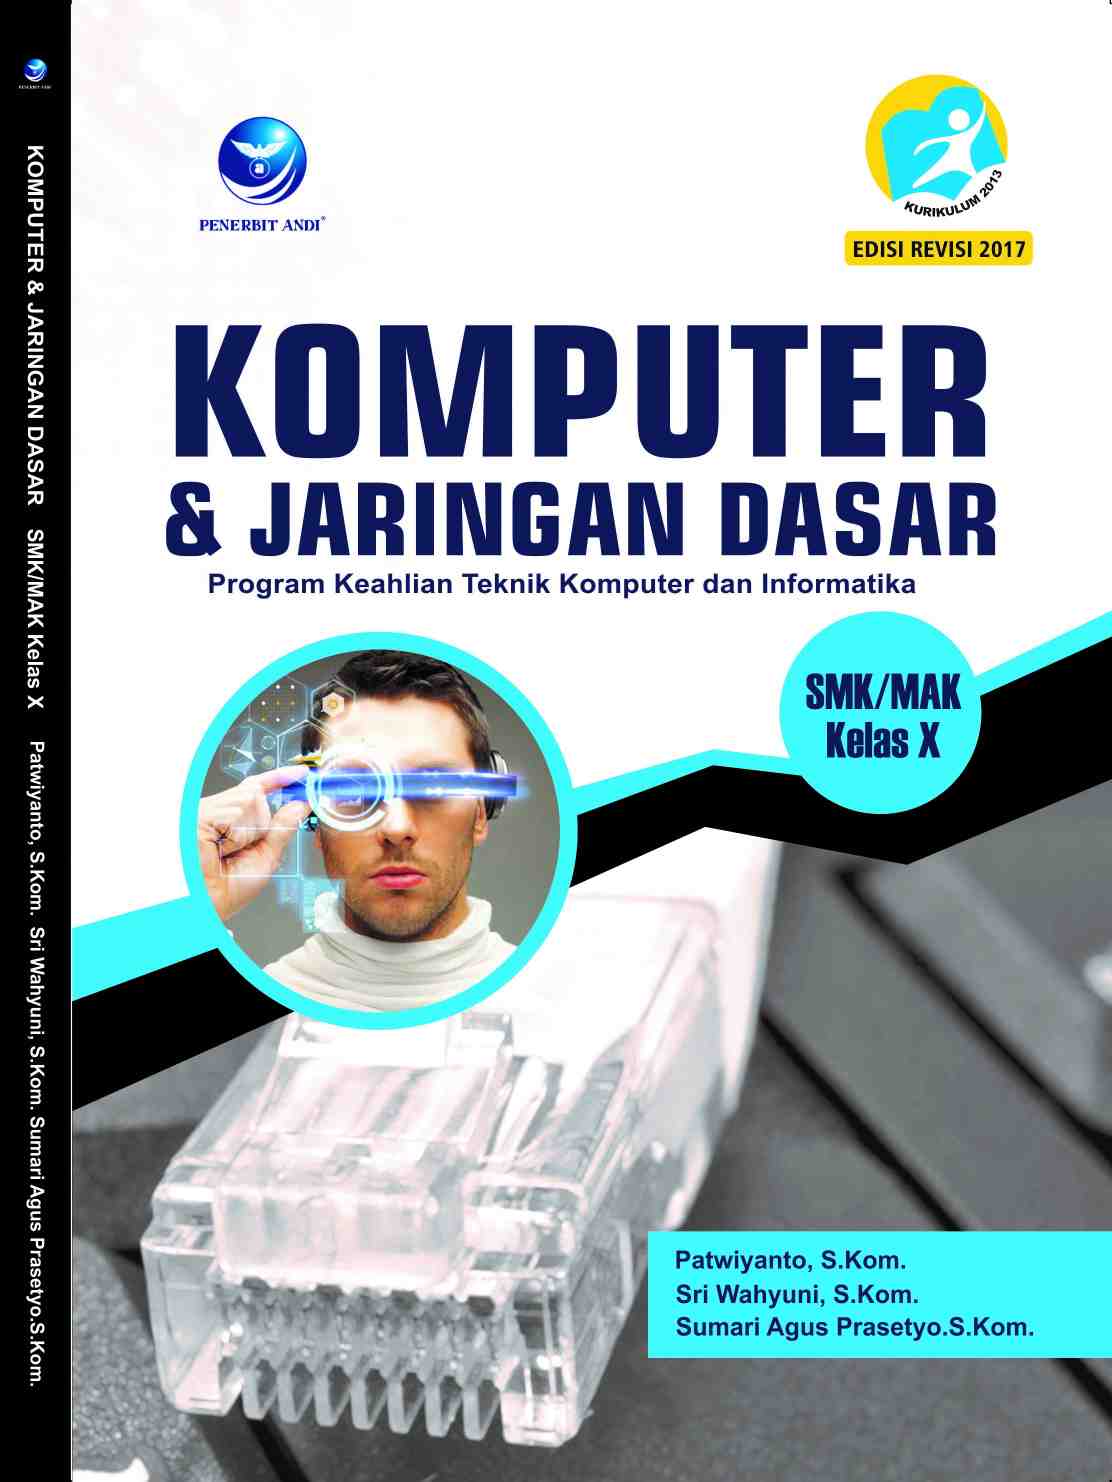 PENERBIT ANDI
KOMPUTER & JARINGAN DASAR SMK/MAK Kelas X Patwiyanto, S.Kom. Sri Wahyuni, S.Kom. Sumari Agus Prasetyo.S.Kom.
a
PENERBIT ANDI®
KURIKULUM 2013
EDISI REVISI 2017
KOMPUTER
& JARINGAN DASAR
Program Keahlian Teknik Komputer dan Informatika
SMK/MAK
Kelas X
Patwiyanto, S.Kom.
Sri Wahyuni, S.Kom.
Sumari Agus Prasetyo.S.Kom.